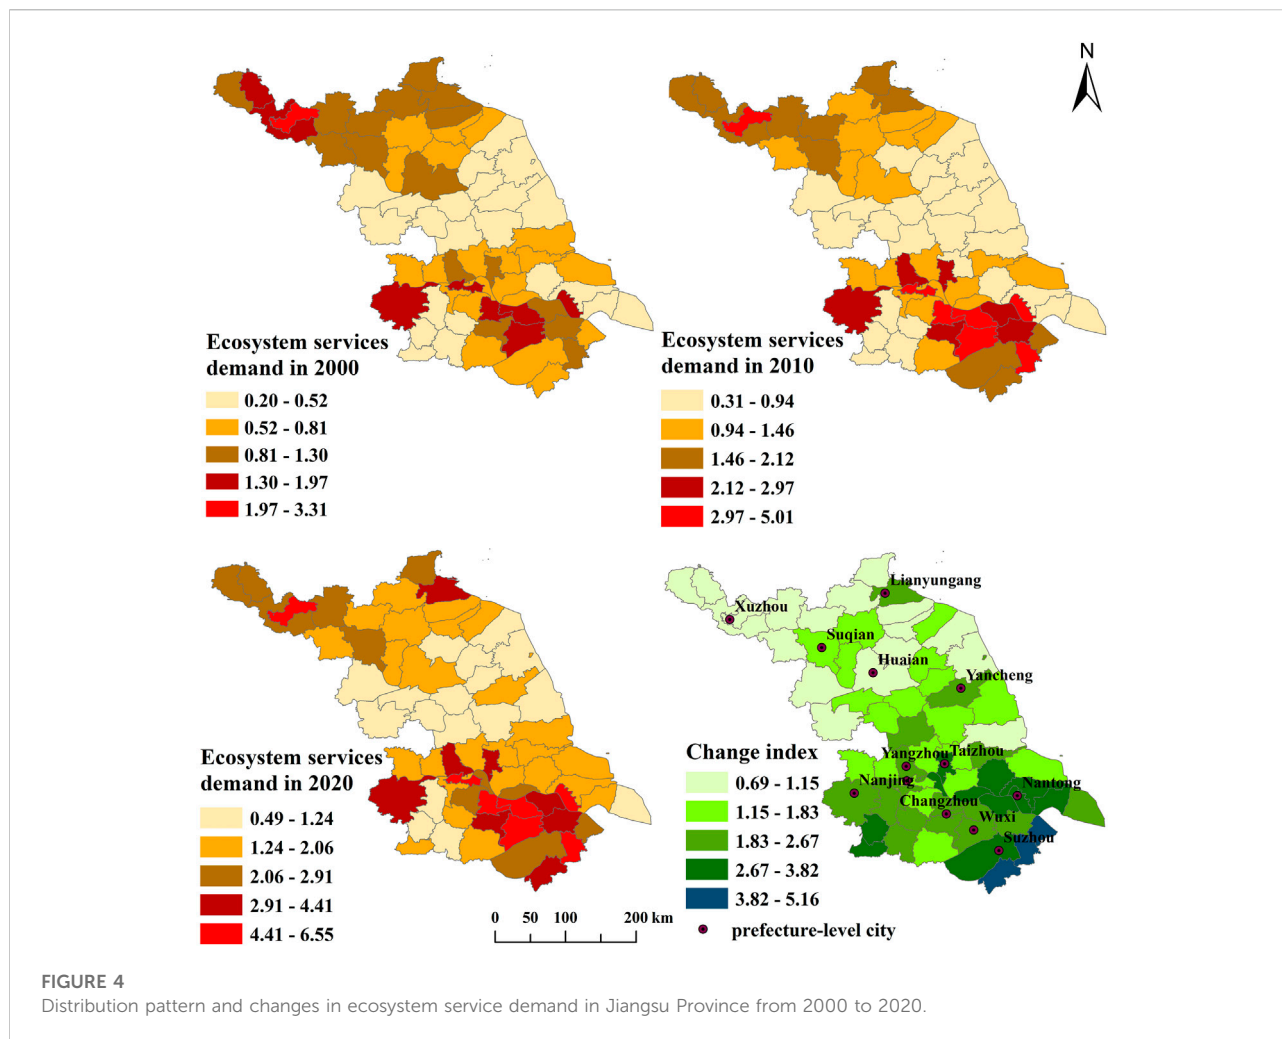 N
Ecosystem services
demand in 2000
0.20 - 0.52
0.52 - 0.81
0.81 - 1.30
1.30 - 1.97
1.97 - 3.31
Ecosystem services
demand in 2010
0.31 - 0.94
0.94 - 1.46
1.46 - 2.12
2.12 - 2.97
2.97 - 5.01
Ecosystem services
demand in 2020
0.49 - 1.24
1.24 - 2.06
2.06 - 2.91
2.91 - 4.41
4.41 - 6.55
0 50 100 200 km
Lianyungang
Xuzhou
Suqian
Huaian
Yancheng
Yangzhou
Taizhou
Nanjing
Nantong
Changzhou
Wuxi
Suzhou
Change index
0.69 - 1.15
1.15 - 1.83
1.83 - 2.67
2.67 - 3.82
3.82 - 5.16
prefecture-level city
FIGURE 4
Distribution pattern and changes in ecosystem service demand in Jiangsu Province from 2000 to 2020.